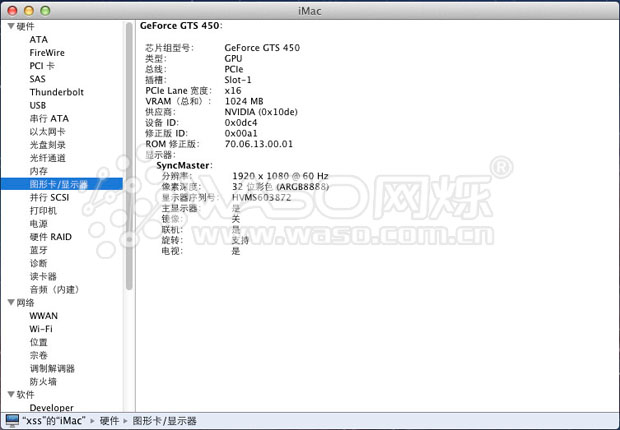 iMac
硬件
ATA
FireWire
PCI 卡
SAS
Thunderbolt
USB
串行 ATA
以太网卡
光盘刻录
光纤通道
内存
图形卡/显示器
并行 SCSI
打印机
电源
硬件 RAID
蓝牙
诊断
读卡器
音频（内建）
网络
WWAN
Wi-Fi
位置
宗卷
调制解调器
防火墙
软件
Developer
GeForce GTS 450:
芯片组型号: GeForce GTS 450
类型: GPU
总线: PCIe
插槽: Slot-1
PCIe Lane 宽度: x16
VRAM（总和）: 1024 MB
供应商: NVIDIA (0x10de)
设备 ID: 0x0dc4
修正版 ID: 0x00a1
ROM 修正版: 70.06.13.00.01
显示器:
SyncMaster:
分辨率: 1920 x 1080 @ 60 Hz
像素深度: 32 位彩色 (ARGB8888)
显示器序列号: HVMS603872
主显示器: 是
镜像: 关
联机: 是
旋转: 支持
电视: 是
WASO网烁®
www.waso.com.cn
“xss”的“iMac” 硬件 图形卡/显示器